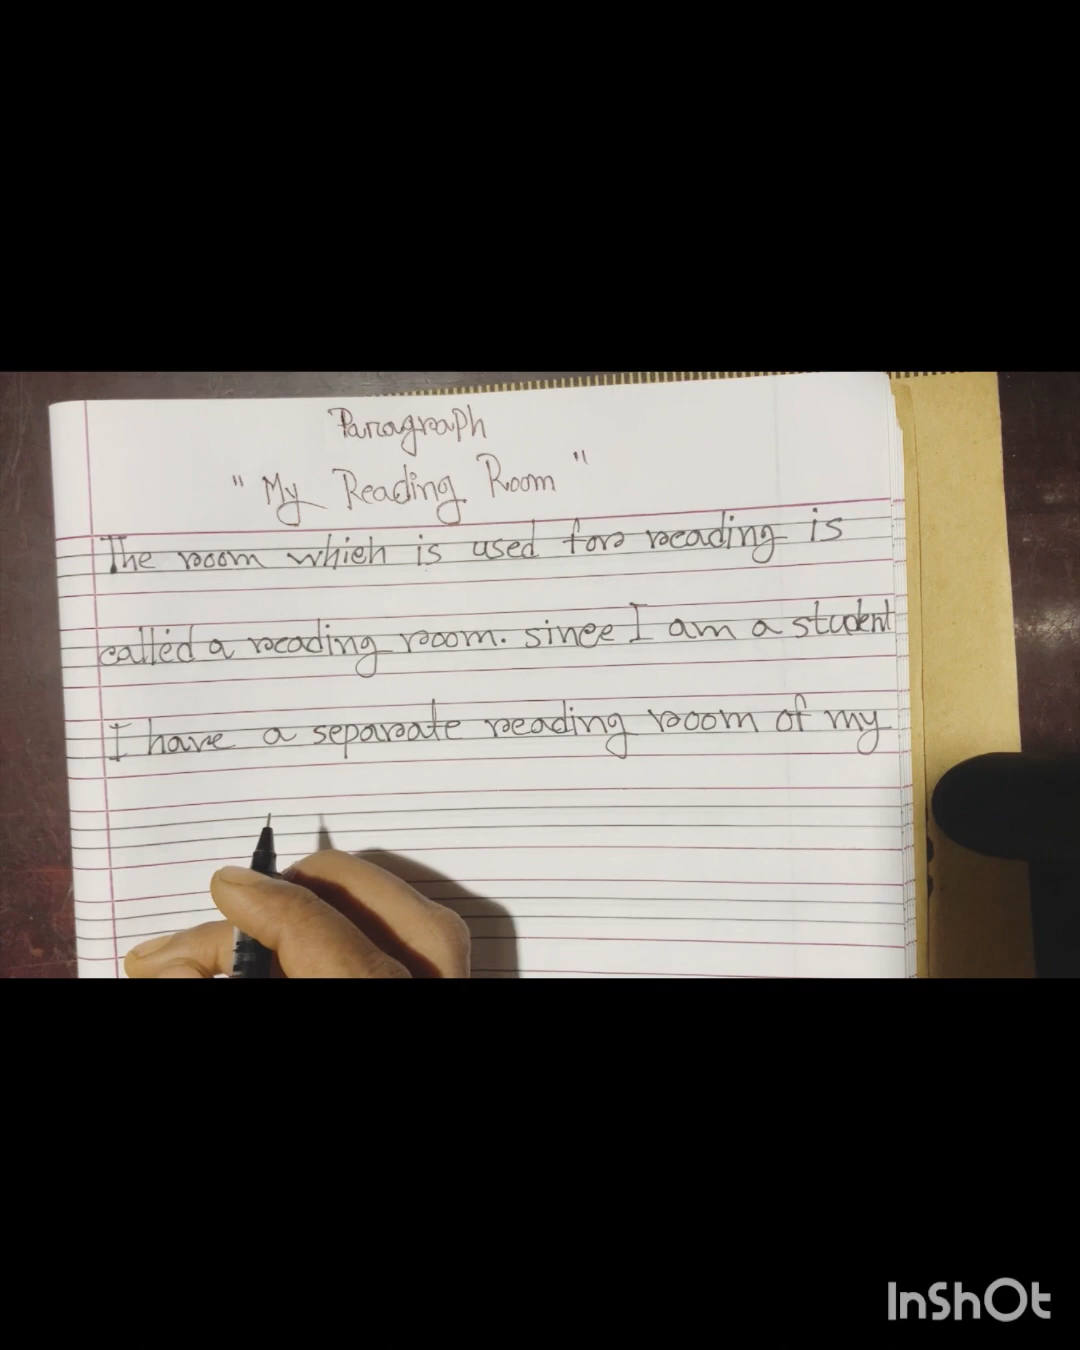 Paragraph
" My Reading Room "
The room which is used for reading is
called a reading room. since I am a student
I have a separate reading room of my
InShOt